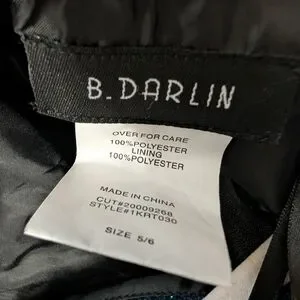 B.DARLIN
OVER FOR CARE
100%POLYESTER
LINING
100%POLYESTER
MADE IN CHINA
CUT#20009268
STYLE#1KRT030
SIZE 5/6